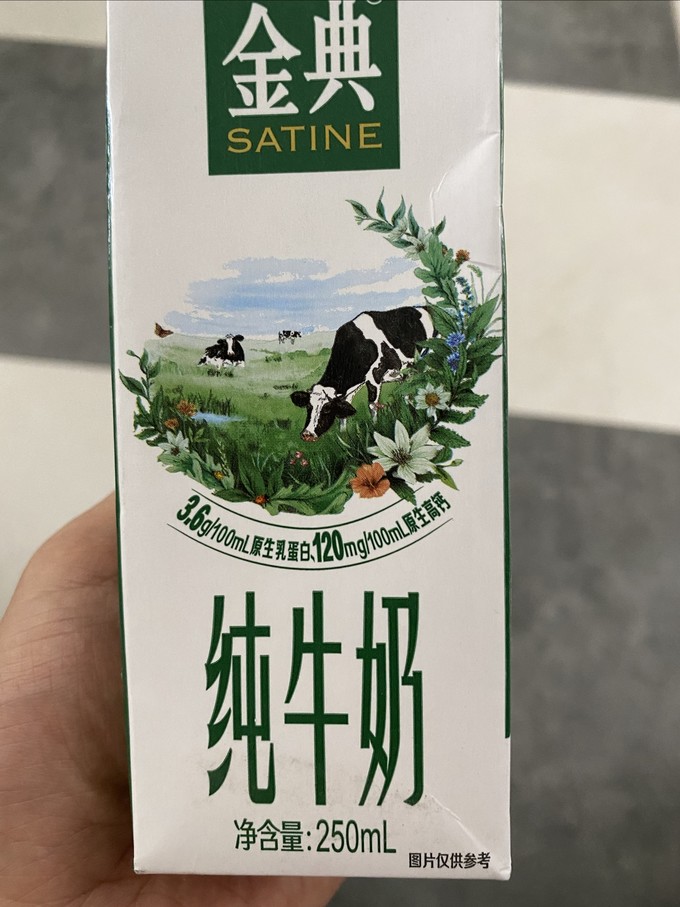 金典®
SATINE
3.6g/100mL原生乳蛋白、120mg/100mL原生高钙
纯牛奶
净含量:250mL
图片仅供参考